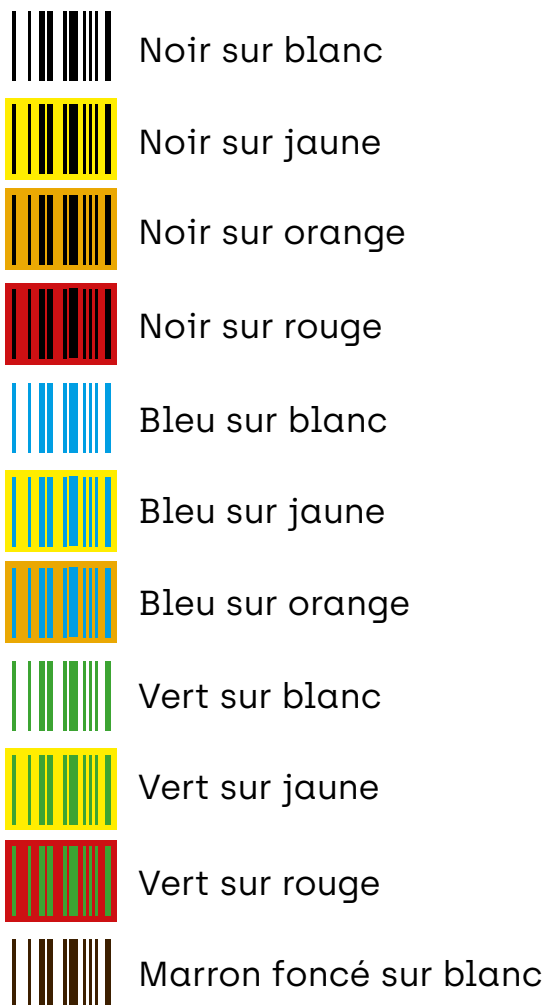 Noir sur blanc
Noir sur jaune
Noir sur orange
Noir sur rouge
Bleu sur blanc
Bleu sur jaune
Bleu sur orange
Vert sur blanc
Vert sur jaune
Vert sur rouge
Marron foncé sur blanc